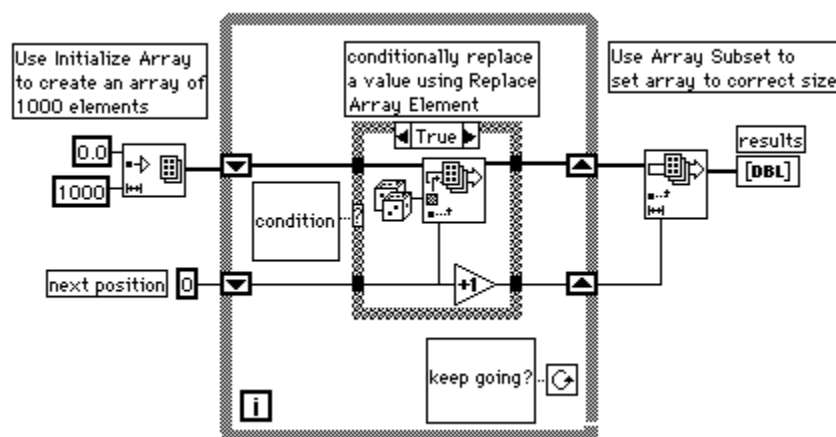 Use Initialize Array
to create an array of
1000 elements
conditionally replace
a value using Replace
Array Element
Use Array Subset to
set array to correct size
True
results
[DBL]
0.0
1000
condition
?
next position
0
+1
keep going?
i